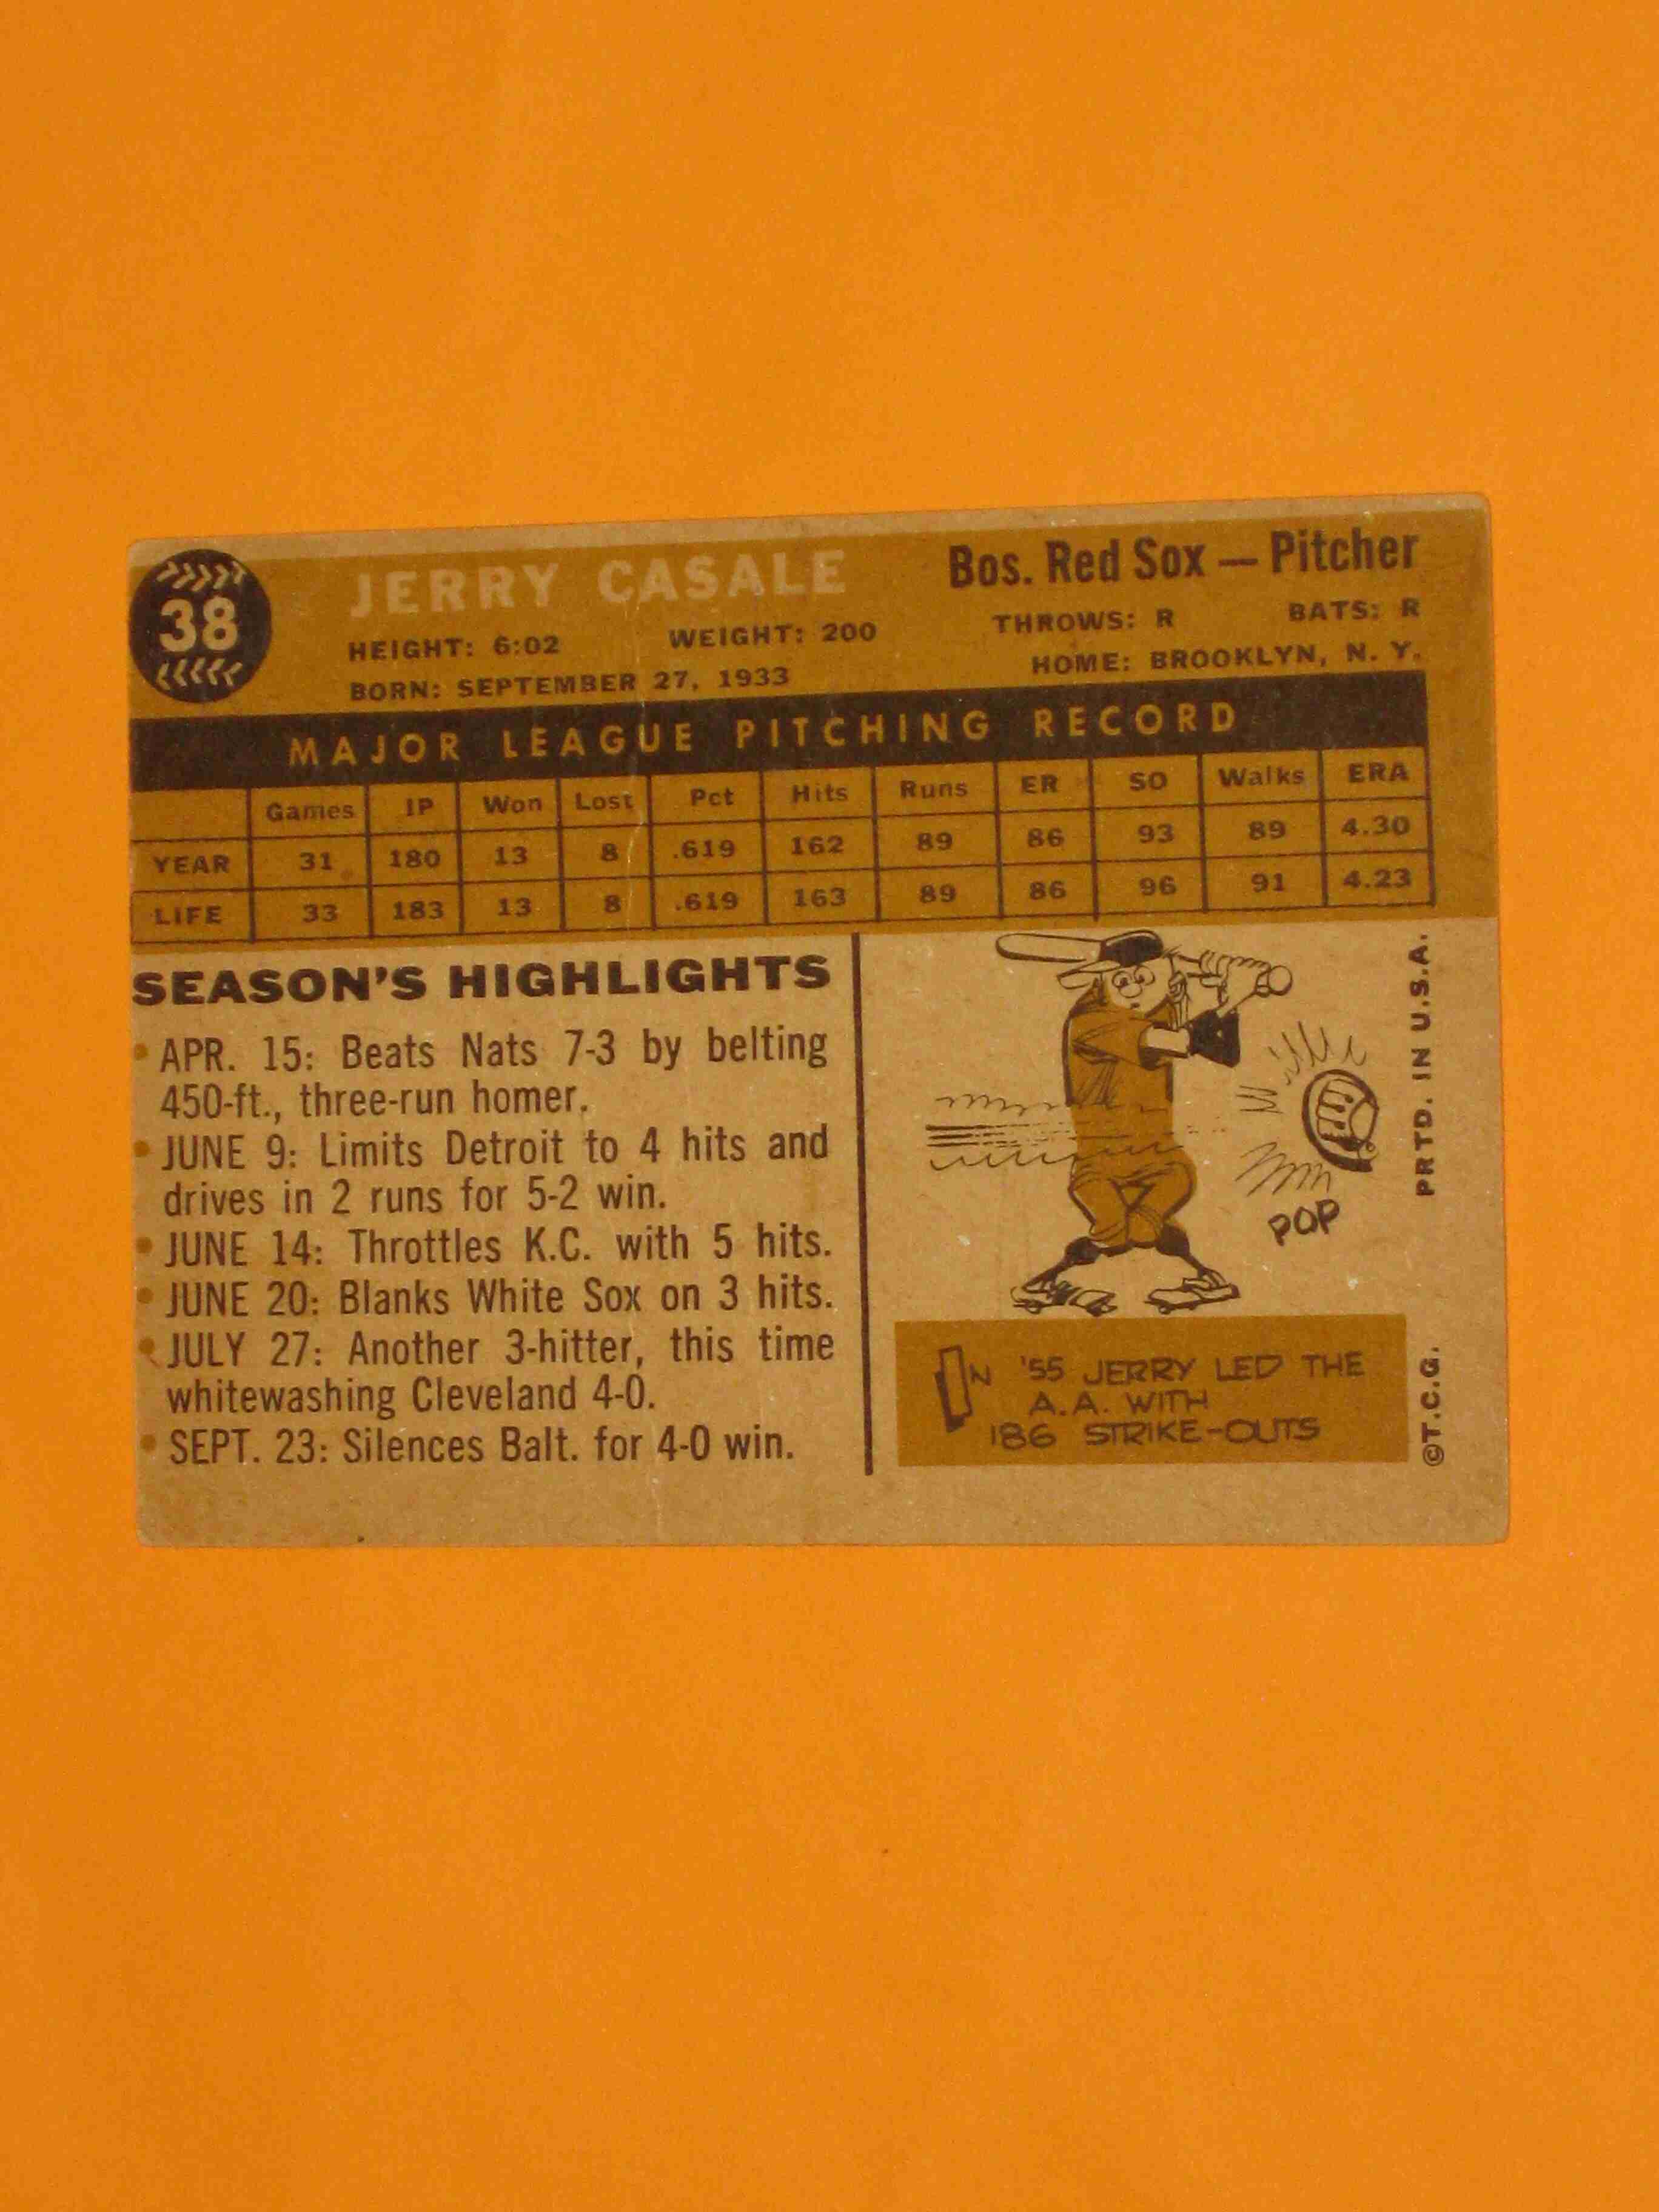 38
JERRY CASALE
Bos. Red Sox — Pitcher
HEIGHT: 6:02 WEIGHT: 200 THROWS: R BATS: R
BORN: SEPTEMBER 27, 1933 HOME: BROOKLYN, N. Y.
MAJOR LEAGUE PITCHING RECORD
Games IP Won Lost Pct Hits Runs ER SO Walks ERA
YEAR 31 180 13 8 .619 162 89 86 93 89 4.30
LIFE 33 183 13 8 .619 163 89 86 96 91 4.23
SEASON'S HIGHLIGHTS
• APR. 15: Beats Nats 7-3 by belting
450-ft., three-run homer.
• JUNE 9: Limits Detroit to 4 hits and
drives in 2 runs for 5-2 win.
• JUNE 14: Throttles K.C. with 5 hits.
• JUNE 20: Blanks White Sox on 3 hits.
• JULY 27: Another 3-hitter, this time
whitewashing Cleveland 4-0.
• SEPT. 23: Silences Balt. for 4-0 win.
POP
IN '55 JERRY LED THE
A.A. WITH
186 STRIKE-OUTS
©T.C.G. PRTD. IN U.S.A.